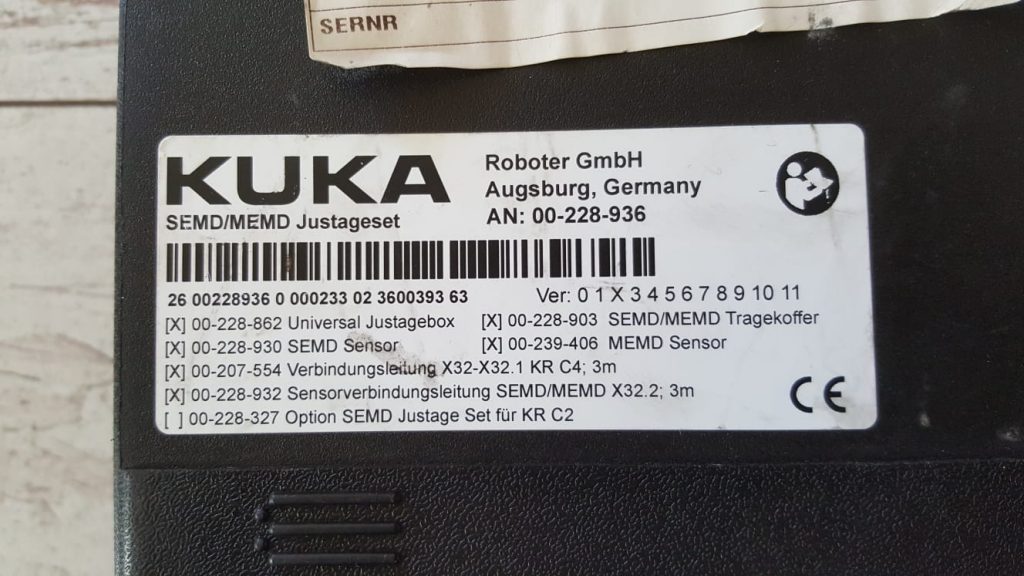 SERNR
KUKA
Roboter GmbH
Augsburg, Germany
SEMD/MEMD Justageset
AN: 00-228-936
26 00228936 0 000233 02 3600393 63
Ver: 0 1 X 3 4 5 6 7 8 9 10 11
[X] 00-228-862 Universal Justagebox
[X] 00-228-903 SEMD/MEMD Tragekoffer
[X] 00-228-930 SEMD Sensor
[X] 00-239-406 MEMD Sensor
[X] 00-207-554 Verbindungsleitung X32-X32.1 KR C4; 3m
[X] 00-228-932 Sensorverbindungsleitung SEMD/MEMD X32.2; 3m
[ ] 00-228-327 Option SEMD Justage Set für KR C2
CE